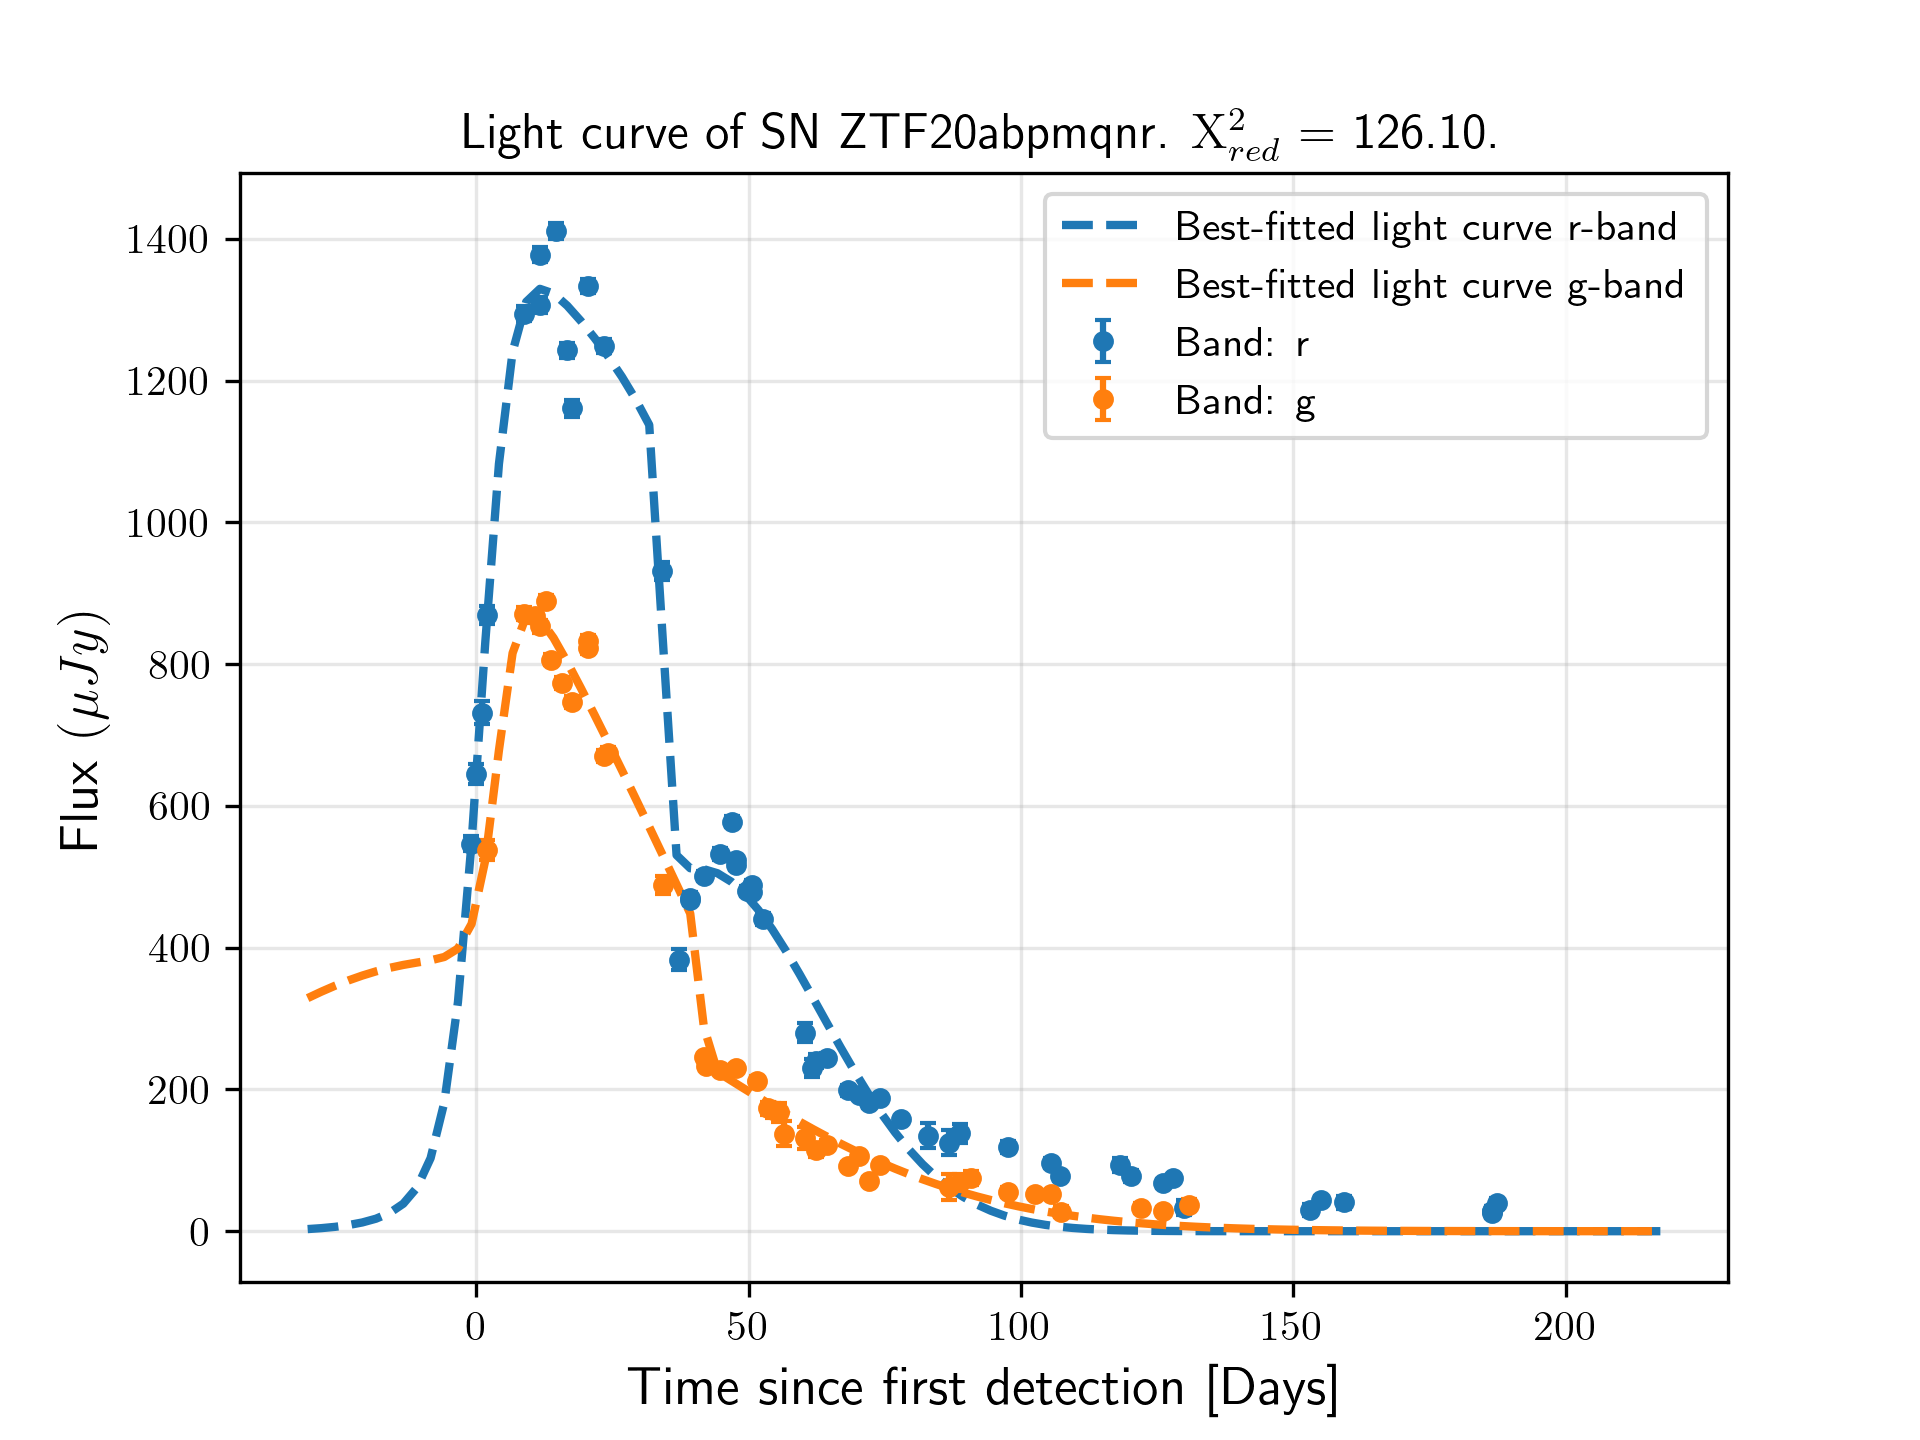 Light curve of SN ZTF20abpmqnr. X²_red = 126.10.
Best-fitted light curve r-band
Best-fitted light curve g-band
Band: r
Band: g
Flux (μJy)
1400
1200
1000
800
600
400
200
0
0 50 100 150 200
Time since first detection [Days]